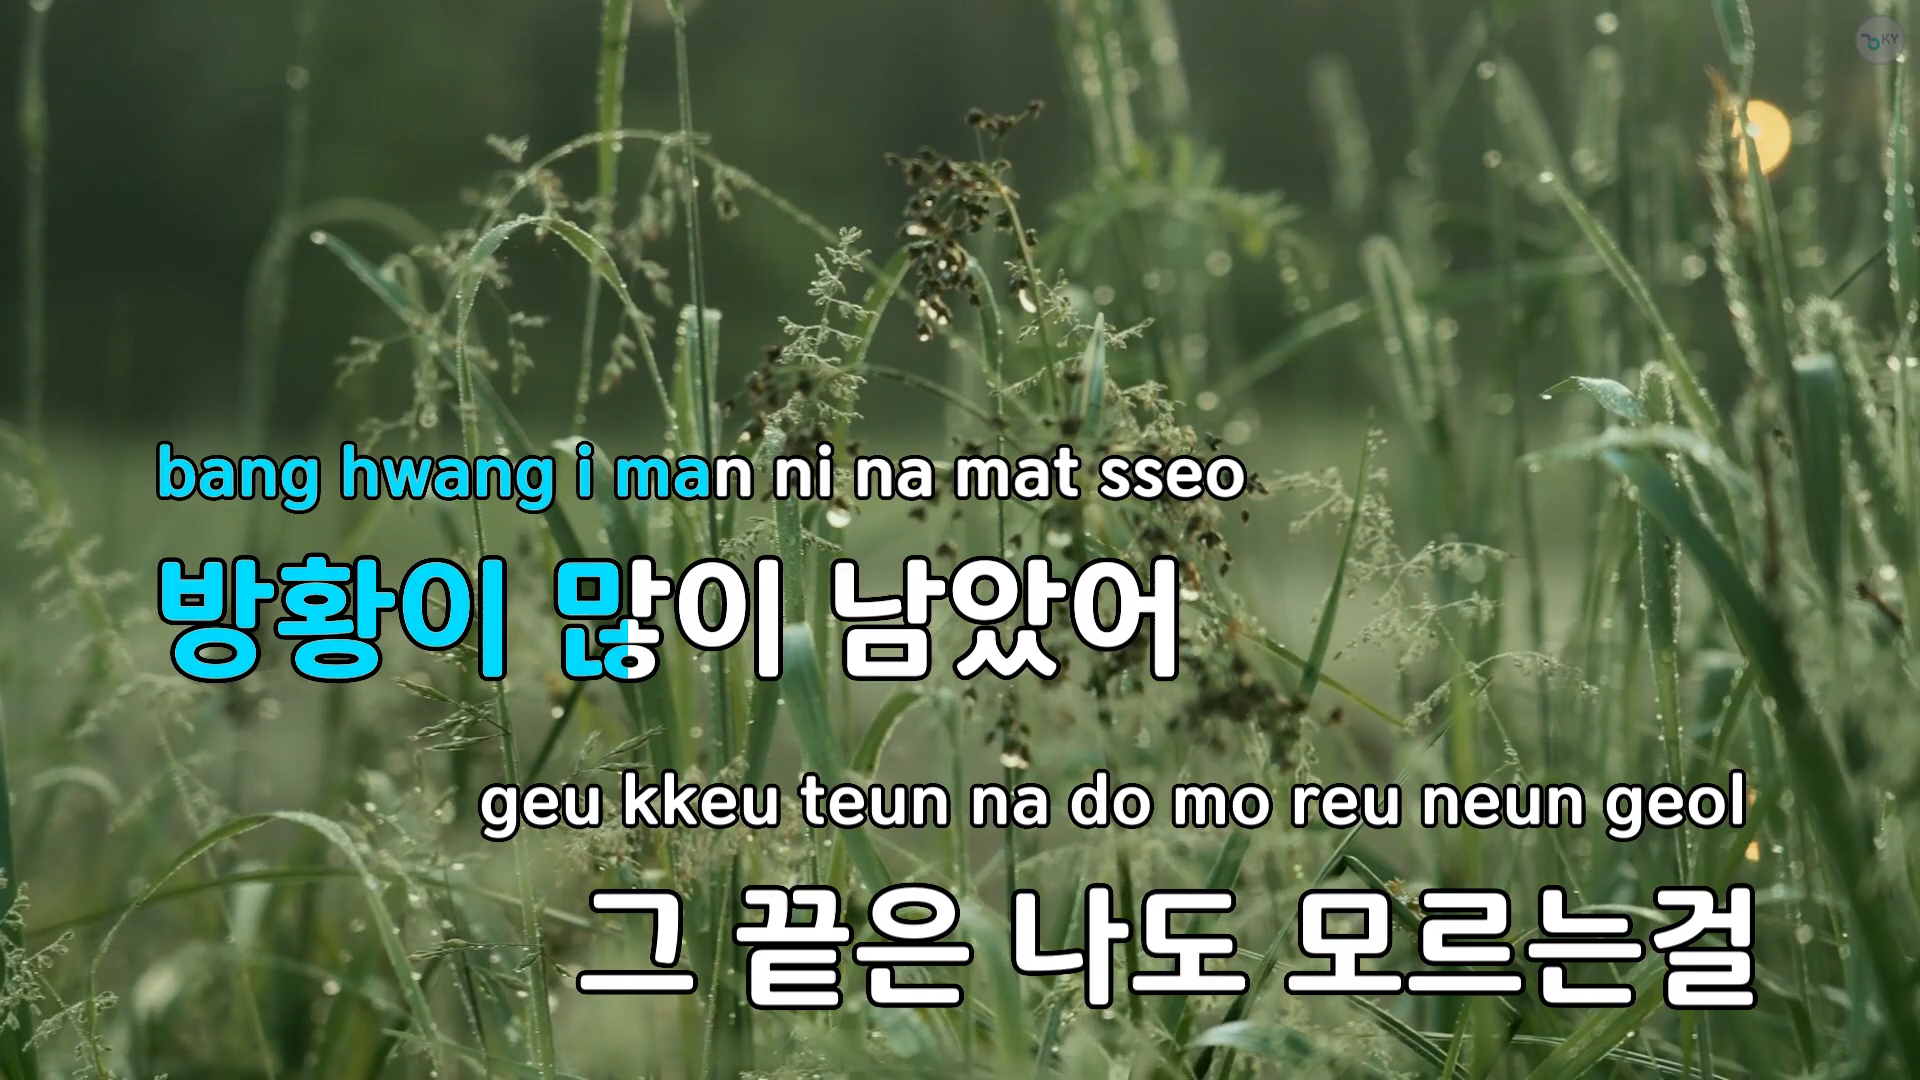 KY
bang hwang i man ni na mat sseo
방황이 많이 남았어
geu kkeu teun na do mo reu neun geol
그 끝은 나도 모르는걸